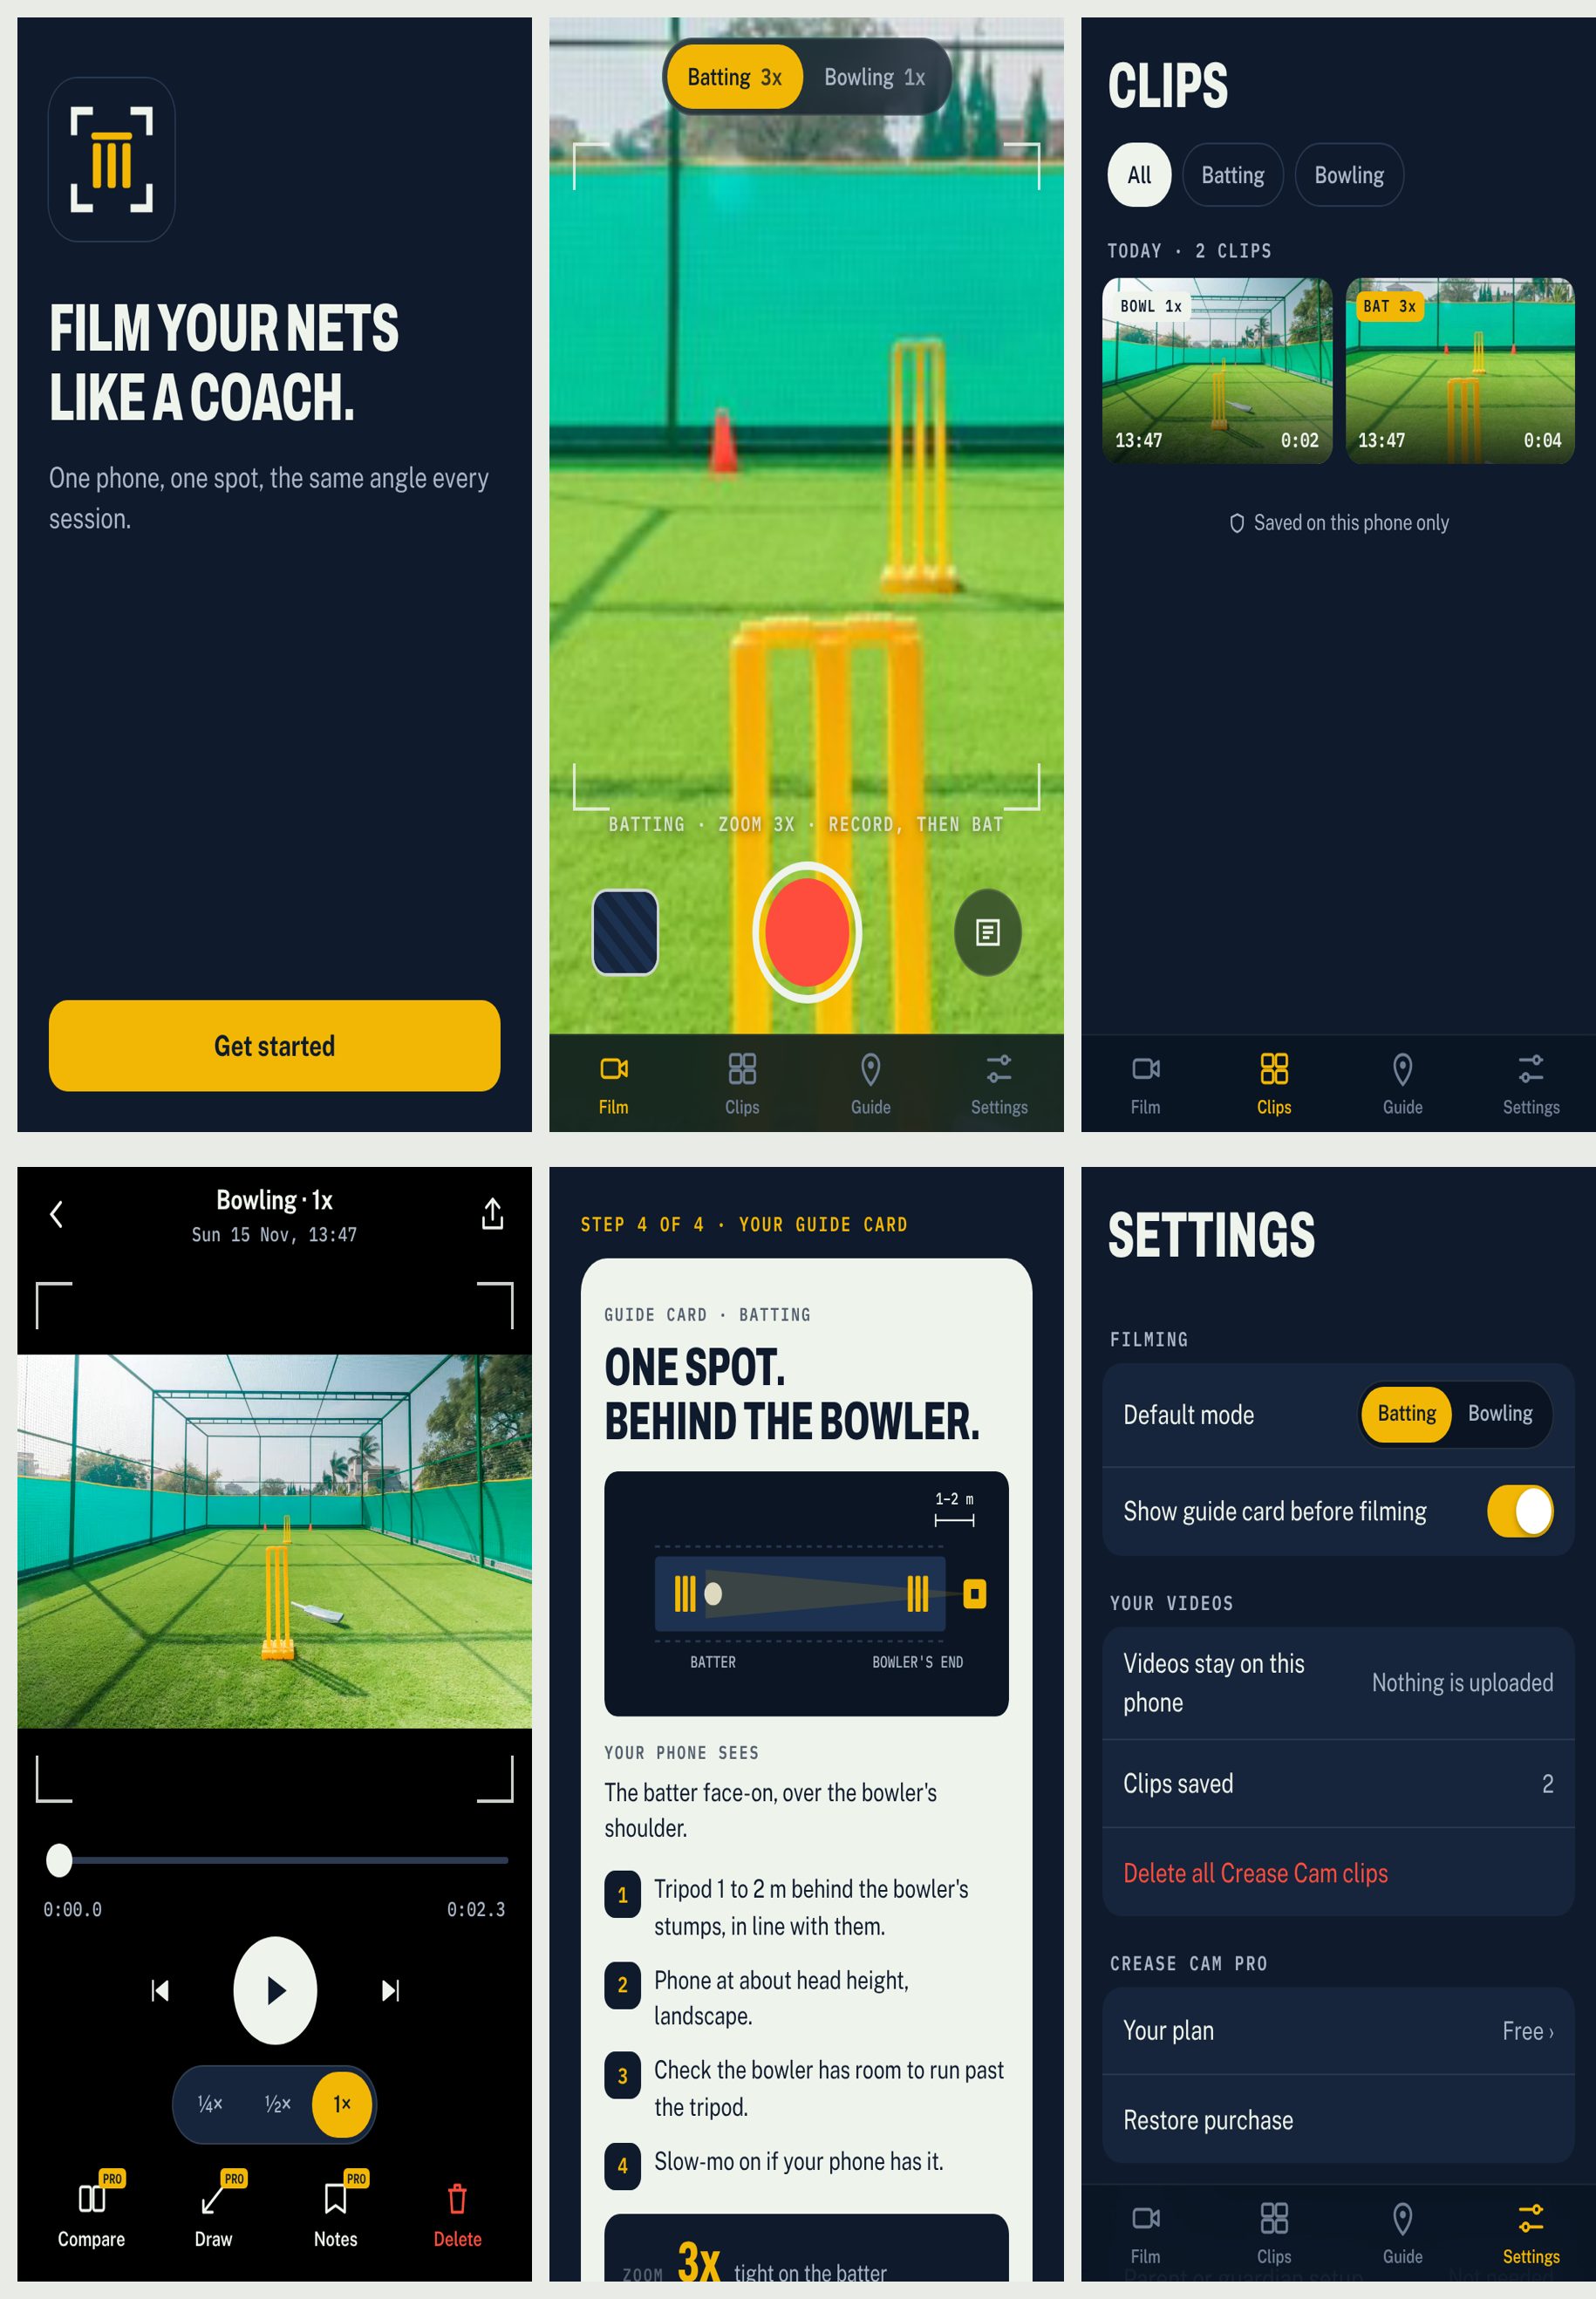 FILM YOUR NETS
LIKE A COACH.
One phone, one spot, the same angle every
session.
Get started
Batting 3x Bowling 1x
BATTING · ZOOM 3X · RECORD, THEN BAT
Film Clips Guide Settings
CLIPS
All Batting Bowling
TODAY · 2 CLIPS
BOWL 1x
13:47 0:02
BAT 3x
13:47 0:04
Saved on this phone only
Film Clips Guide Settings
Bowling · 1x
Sun 15 Nov, 13:47
0:00.0 0:02.3
¼× ½× 1×
PRO PRO PRO
Compare Draw Notes Delete
STEP 4 OF 4 · YOUR GUIDE CARD
GUIDE CARD · BATTING
ONE SPOT.
BEHIND THE BOWLER.
1–2 m
BATTER BOWLER'S END
YOUR PHONE SEES
The batter face-on, over the bowler's
shoulder.
1 Tripod 1 to 2 m behind the bowler's
stumps, in line with them.
2 Phone at about head height,
landscape.
3 Check the bowler has room to run past
the tripod.
4 Slow-mo on if your phone has it.
ZOOM 3x tight on the batter
SETTINGS
FILMING
Default mode Batting Bowling
Show guide card before filming
YOUR VIDEOS
Videos stay on this
phone
Nothing is uploaded
Clips saved 2
Delete all Crease Cam clips
CREASE CAM PRO
Your plan Free ›
Restore purchase
Film Clips Guide Settings
Parent or guardian setup Not needed